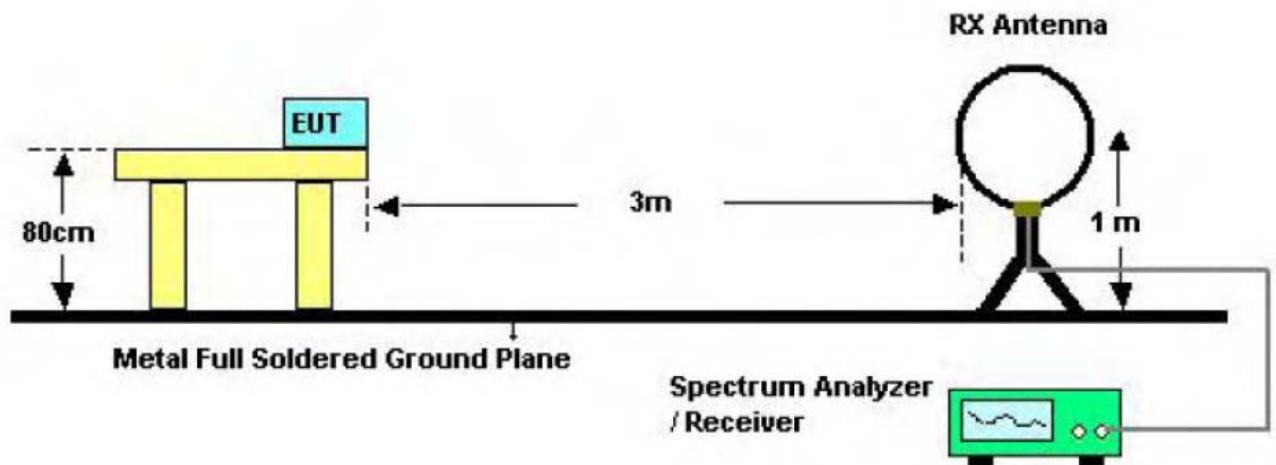 RX Antenna
EUT
80cm
3m
1 m
Metal Full Soldered Ground Plane
Spectrum Analyzer
/ Receiver